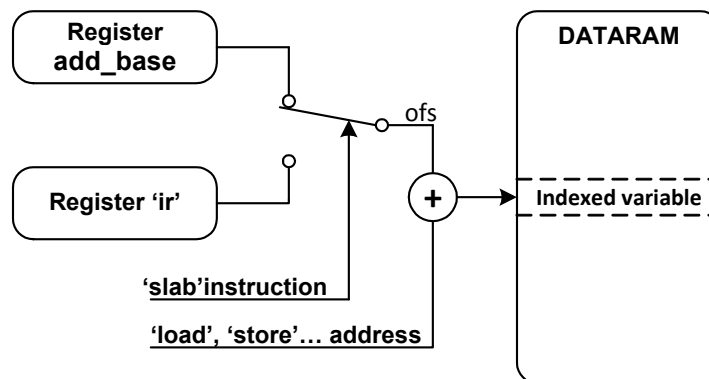 Register
add_base
DATARAM
ofs
Register ‘ir’
+
Indexed variable
‘slab’instruction
‘load’, ‘store’... address